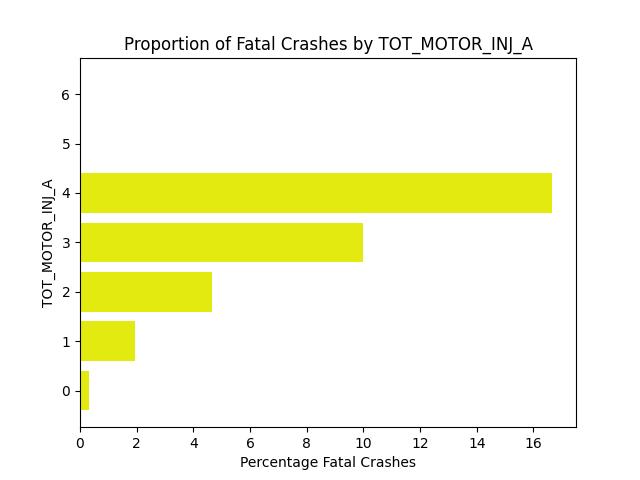 Proportion of Fatal Crashes by TOT_MOTOR_INJ_A
6
5
4
3
2
1
0
TOT_MOTOR_INJ_A
0 2 4 6 8 10 12 14 16
Percentage Fatal Crashes